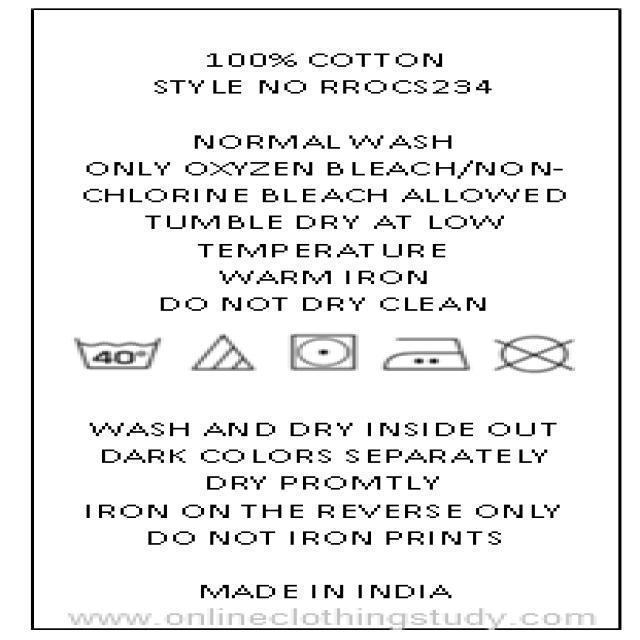 100% COTTON
STYLE NO RROCS234
NORMAL WASH
ONLY OXYZEN BLEACH/NON-
CHLORINE BLEACH ALLOWED
TUMBLE DRY AT LOW
TEMPERATURE
WARM IRON
DO NOT DRY CLEAN
40°
WASH AND DRY INSIDE OUT
DARK COLORS SEPARATELY
DRY PROMTLY
IRON ON THE REVERSE ONLY
DO NOT IRON PRINTS
MADE IN INDIA
www.onlineclothingstudy.com